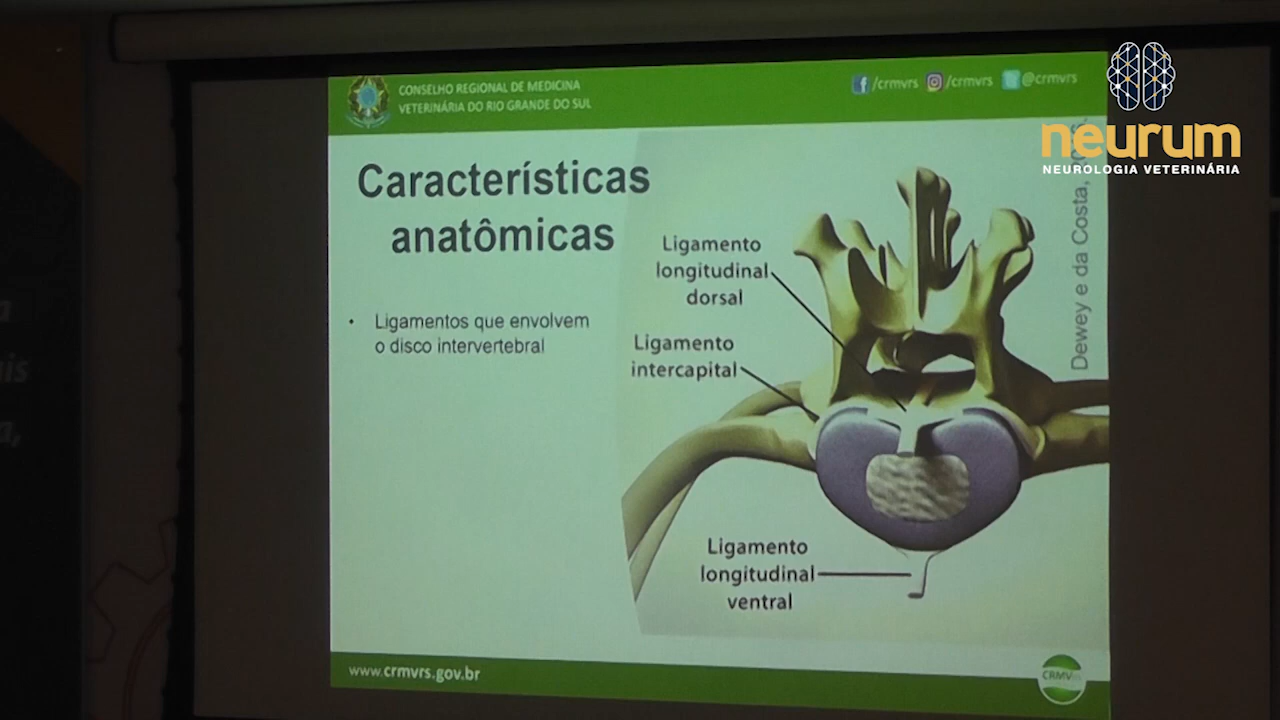 CONSELHO REGIONAL DE MEDICINA
VETERINÁRIA DO RIO GRANDE DO SUL
/crmvrs
/crmvrs
@crmvrs
neurum
NEUROLOGIA VETERINÁRIA
Características
anatômicas
• Ligamentos que envolvem
o disco intervertebral
Ligamento
longitudinal
dorsal
Ligamento
intercapital
Ligamento
longitudinal
ventral
Dewey e da Costa,
www.crmvrs.gov.br
CRMV